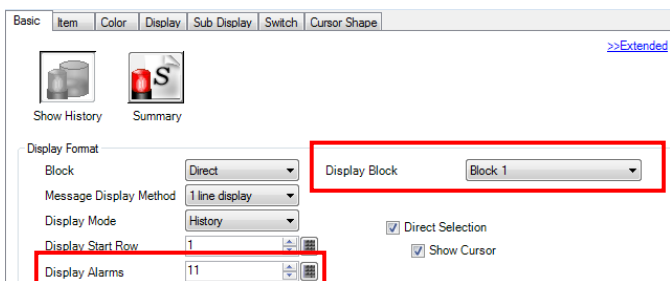 Basic Item Color Display Sub Display Switch Cursor Shape
>>Extended
S
Show History Summary
Display Format
Block Direct Display Block Block 1
Message Display Method 1 line display
Display Mode History Direct Selection
Display Start Row 1 Show Cursor
Display Alarms 11